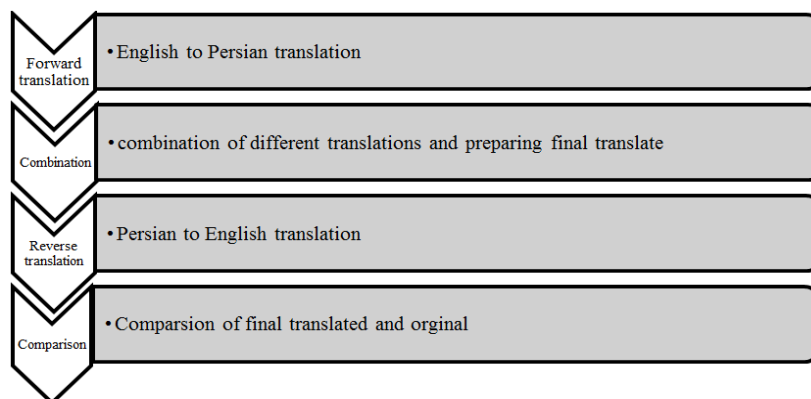 Forward
translation
• English to Persian translation
Combination
• combination of different translations and preparing final translate
Reverse
translation
• Persian to English translation
Comparison
• Comparsion of final translated and orginal